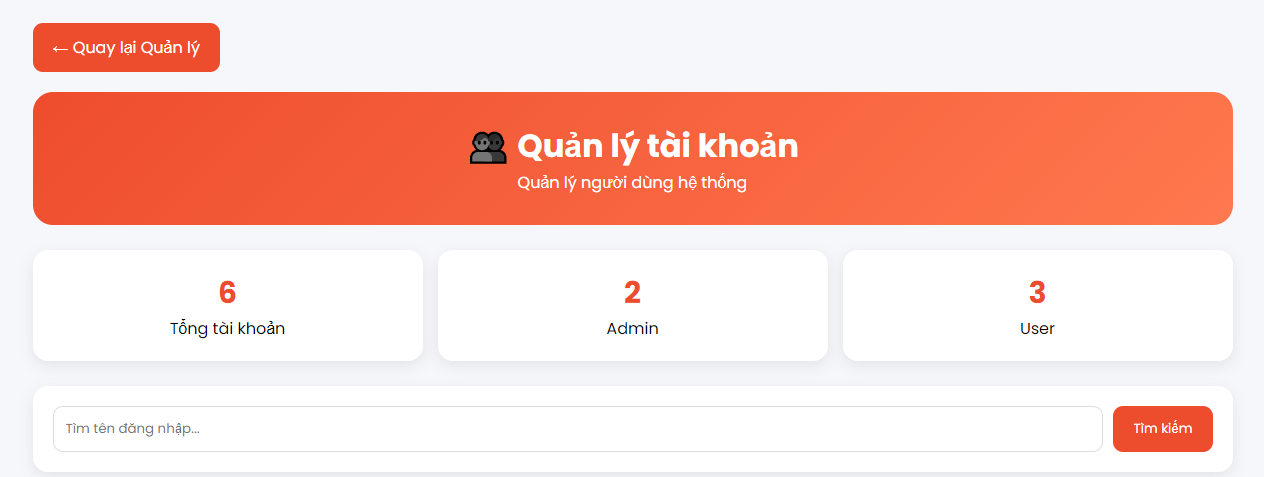 ← Quay lại Quản lý
Quản lý tài khoản
Quản lý người dùng hệ thống
6
Tổng tài khoản
2
Admin
3
User
Tìm tên đăng nhập...
Tìm kiếm